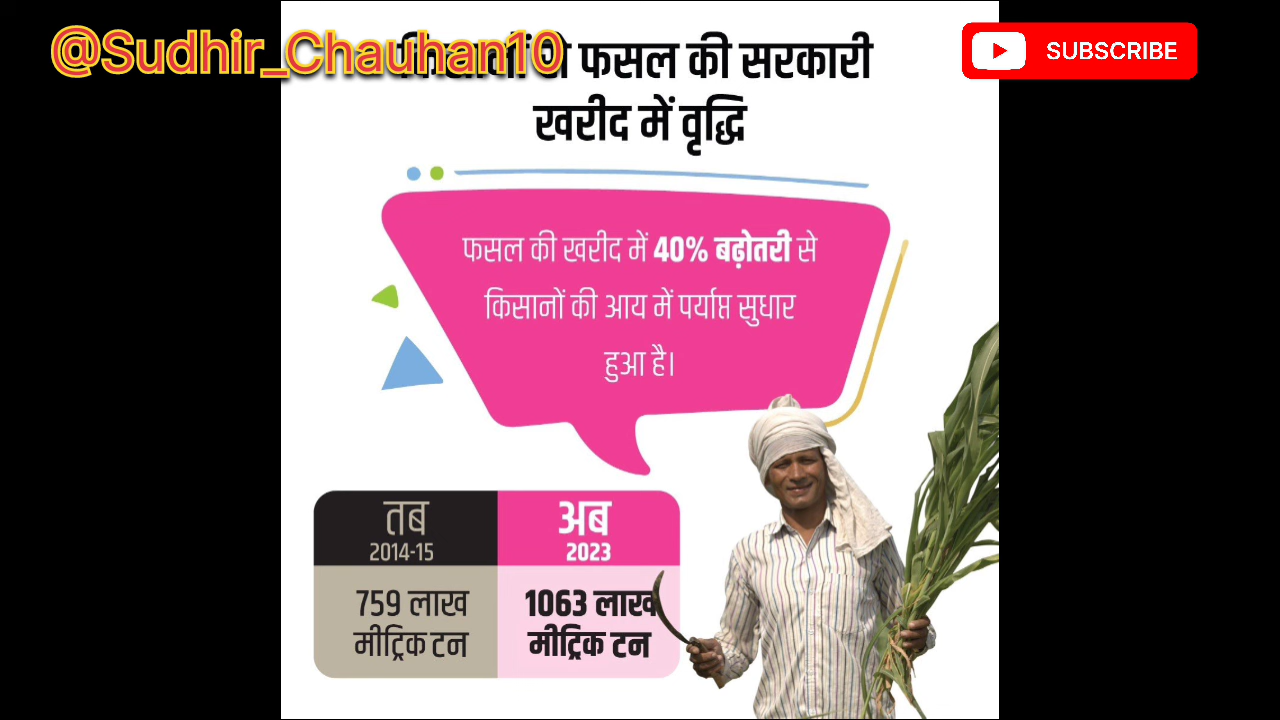 @Sudhir_Chauhan10
SUBSCRIBE
फसल की सरकारी
खरीद में वृद्धि
फसल की खरीद में 40% बढ़ोतरी से
किसानों की आय में पर्याप्त सुधार
हुआ है।
तब
2014-15
अब
2023
759 लाख
मीट्रिक टन
1063 लाख
मीट्रिक टन